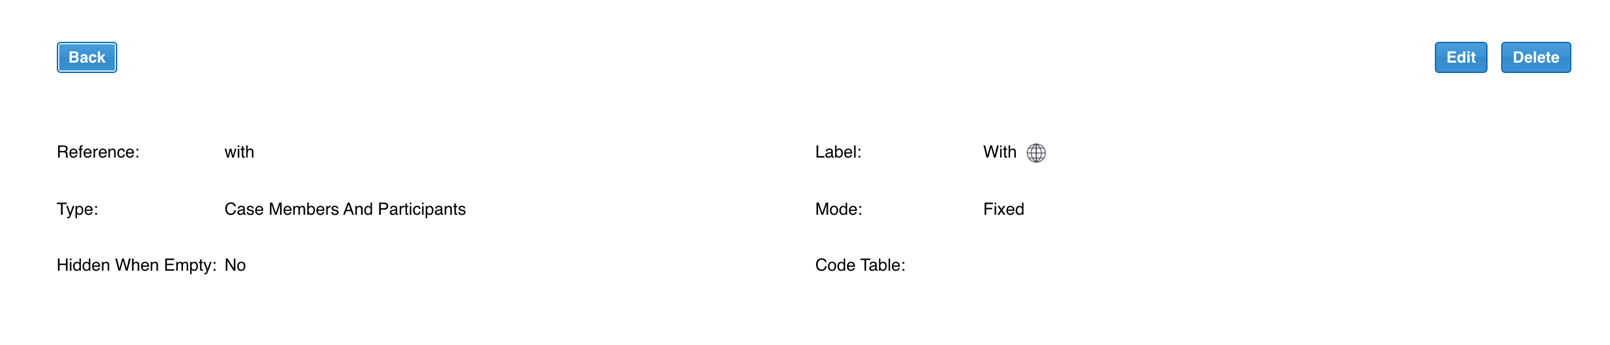 Back Edit Delete
Reference: with Label: With
Type: Case Members And Participants Mode: Fixed
Hidden When Empty: No Code Table: